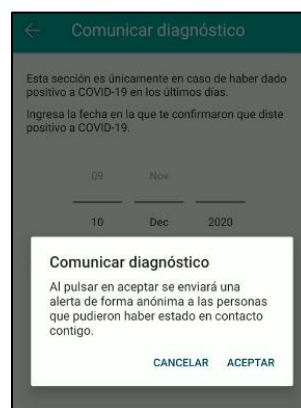 Comunicar diagnóstico
Esta sección es únicamente en caso de haber dado
positivo a COVID-19 en los últimos días.
Ingresa la fecha en la que te confirmaron que diste
positivo a COVID-19.
09 Nov
10 Dec 2020
Comunicar diagnóstico
Al pulsar en aceptar se enviará una
alerta de forma anónima a las personas
que pudieron haber estado en contacto
contigo.
CANCELAR ACEPTAR